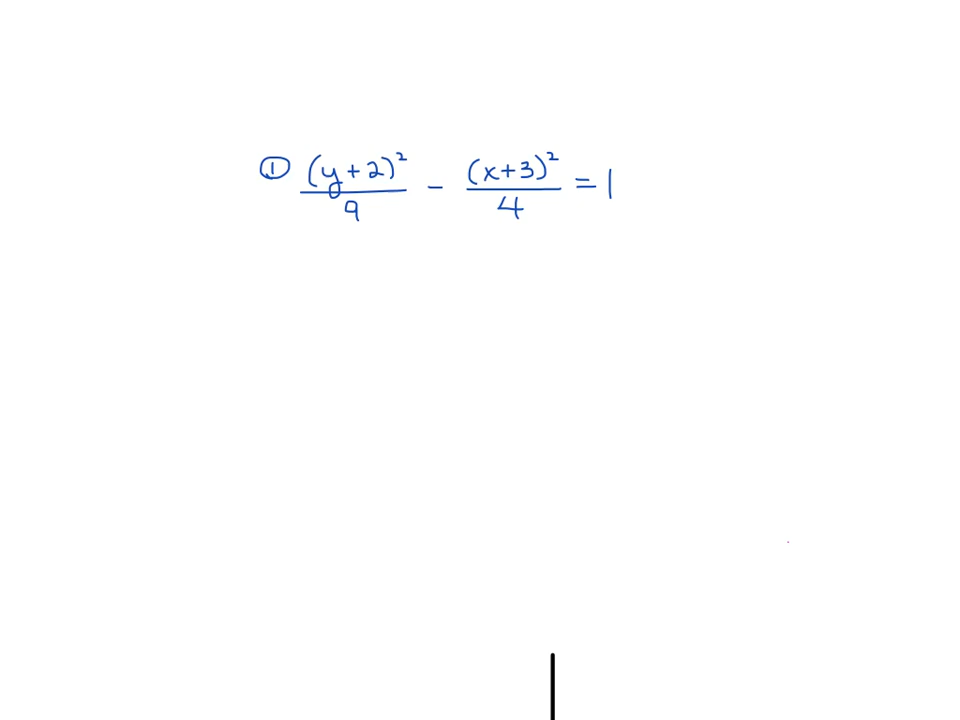 ① (y+2)²/9 - (x+3)²/4 = 1